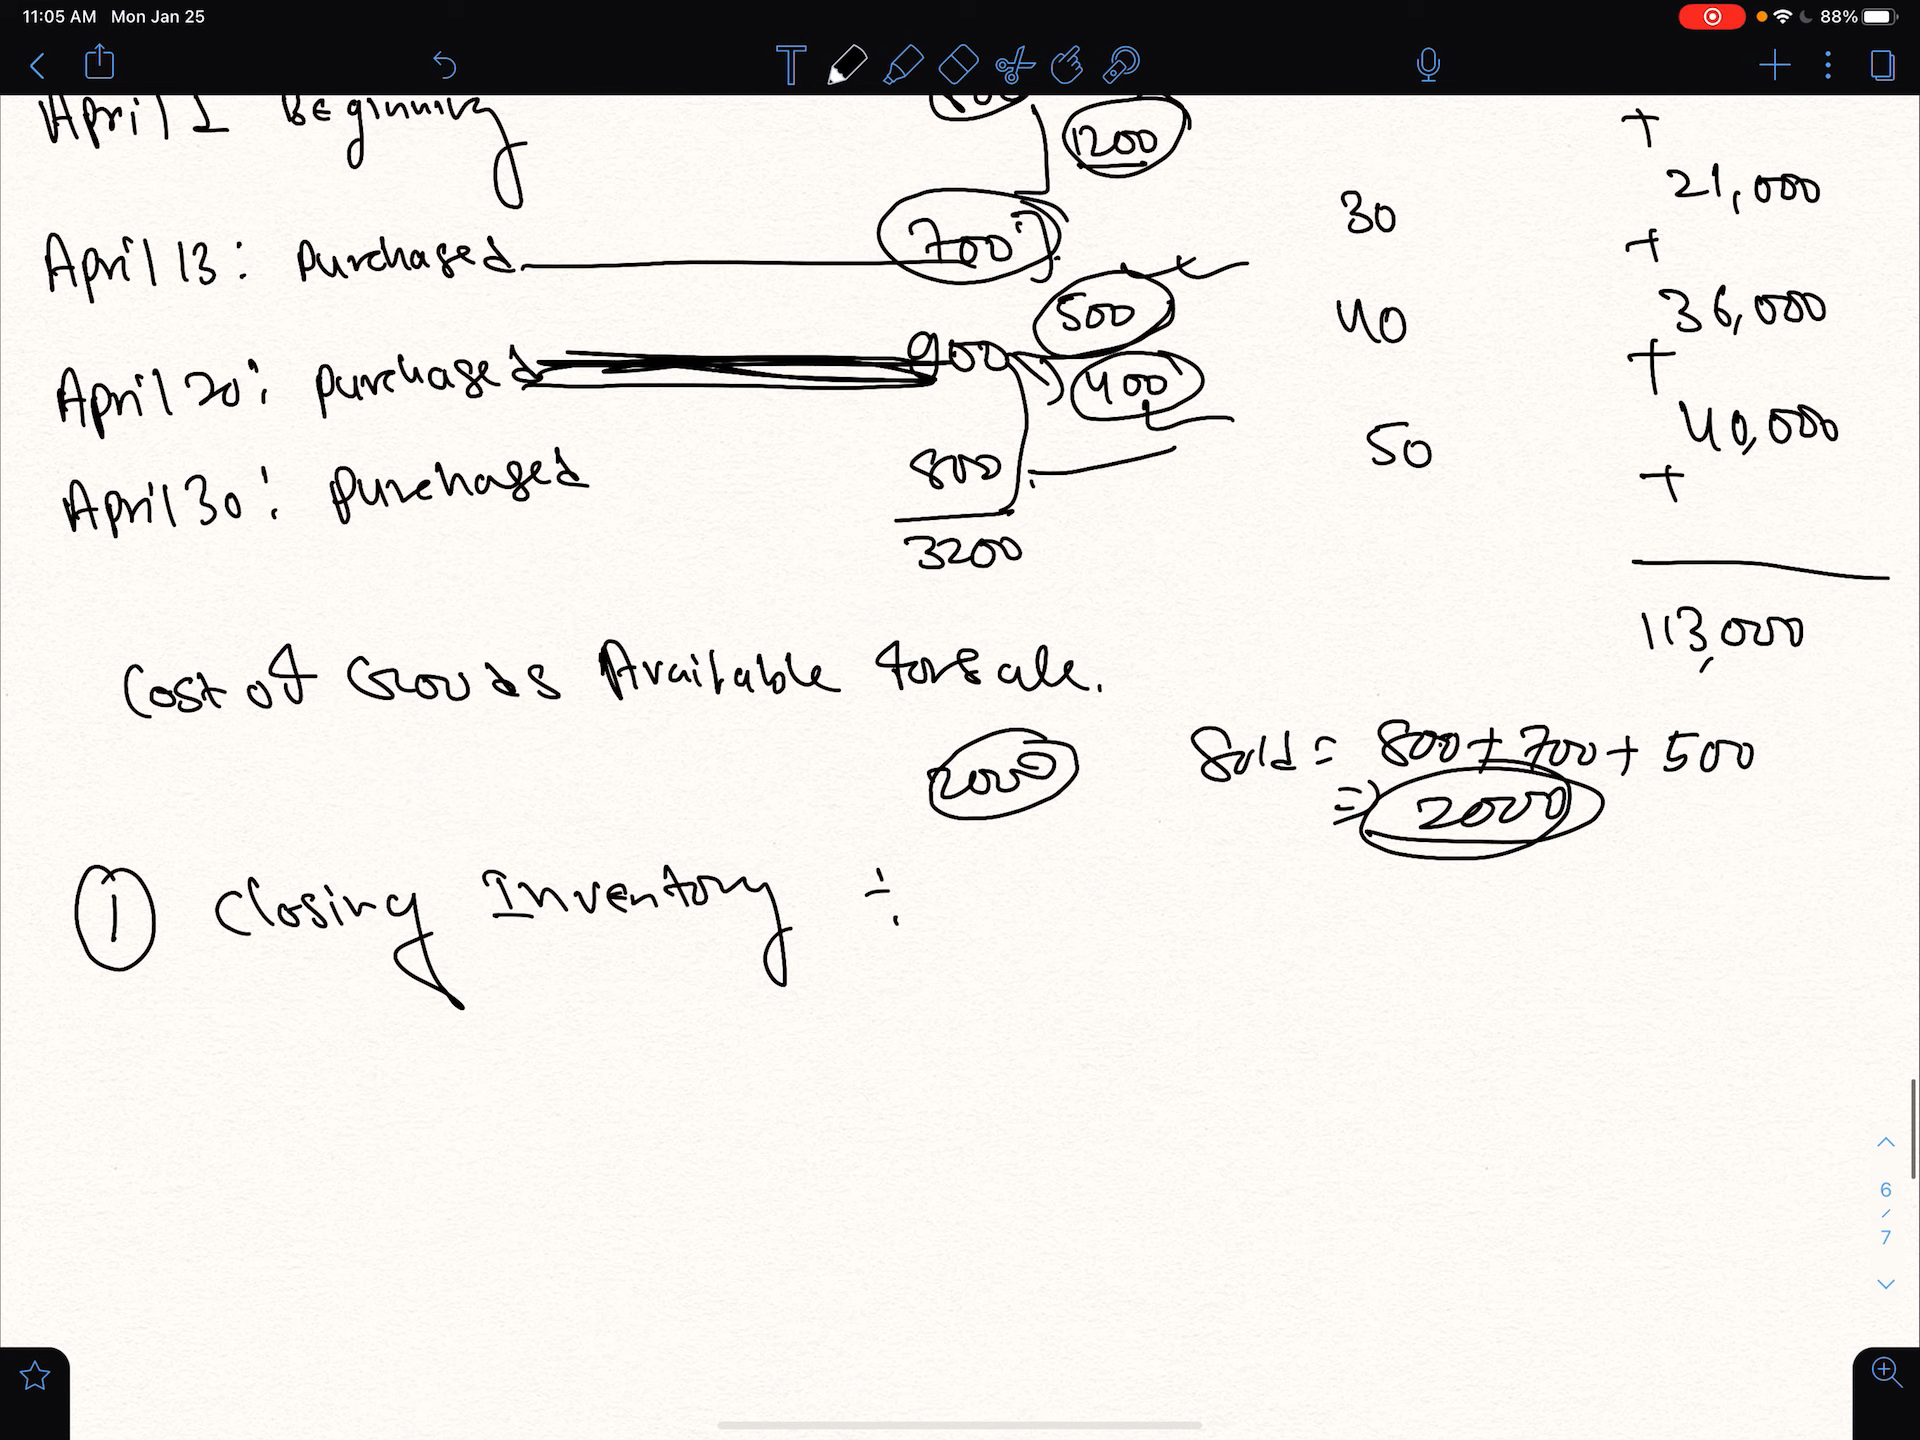 11:05 AM Mon Jan 25 88%
T
April 1 Beginning
1200
+
21,000
April 13: purchased 700 30
+
500
April 20: purchased 900 40 36,000
400
+
40,000
April 30: purchased 800 50
+
3200
113,000
Cost of Goods Available for sale.
2000 Sold = 800 + 700 + 500
=) 2000
1 Closing Inventory ÷
6
/
7